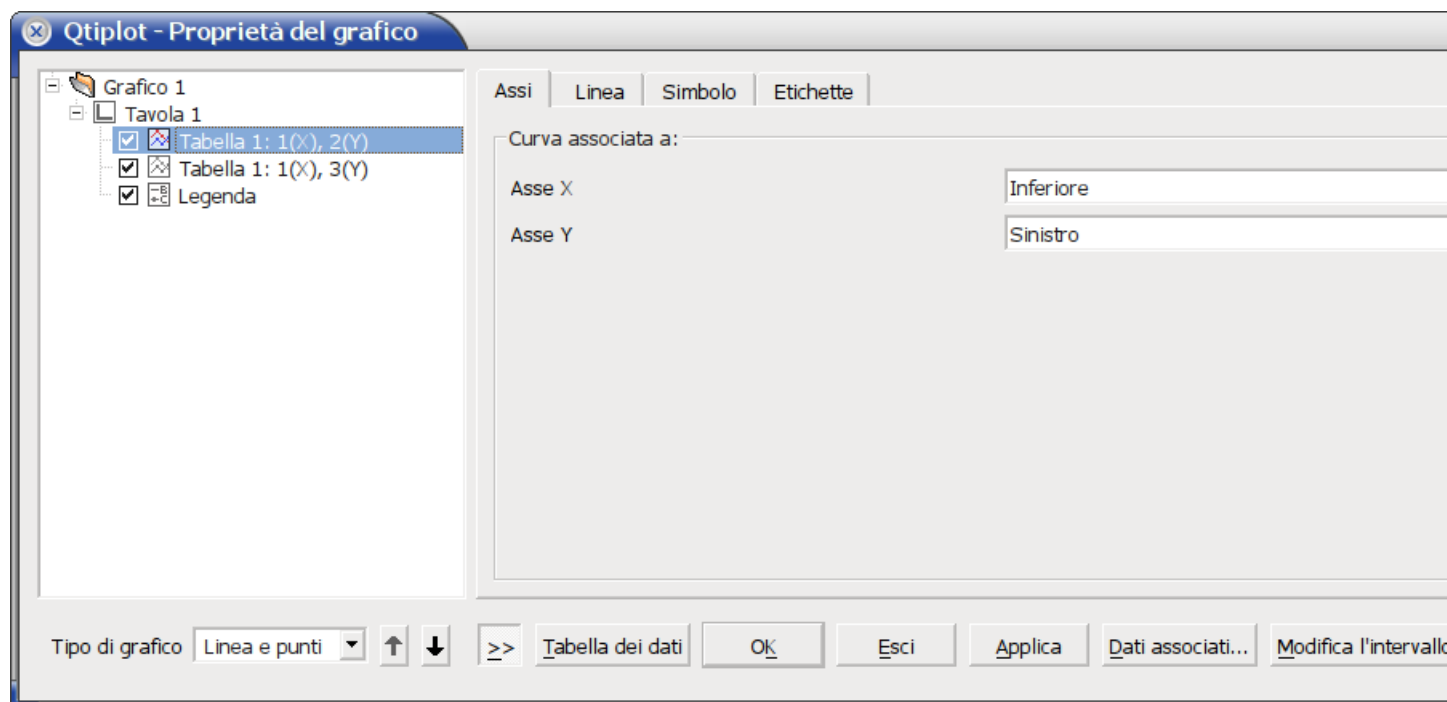 Qtiplot - Proprietà del grafico
Grafico 1
Tavola 1
Tabella 1: 1(X), 2(Y)
Tabella 1: 1(X), 3(Y)
Legenda
Assi Linea Simbolo Etichette
Curva associata a:
Asse X Inferiore
Asse Y Sinistro
Tipo di grafico Linea e punti >> Tabella dei dati OK Esci Applica Dati associati... Modifica l'intervallo